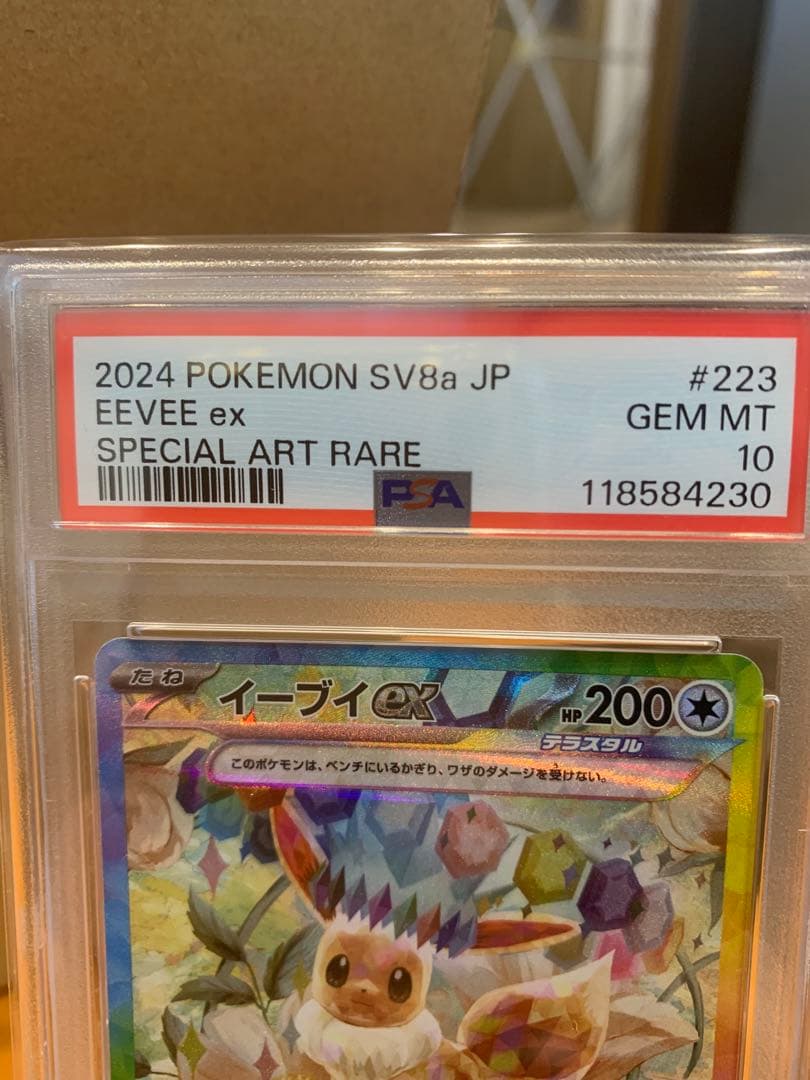 2024 POKEMON SV8a JP #223
EEVEE ex GEM MT
SPECIAL ART RARE 10
PSA 118584230
たね イーブイex HP200
テラスタル
このポケモンは、ベンチにいるかぎり、ワザのダメージを受けない。